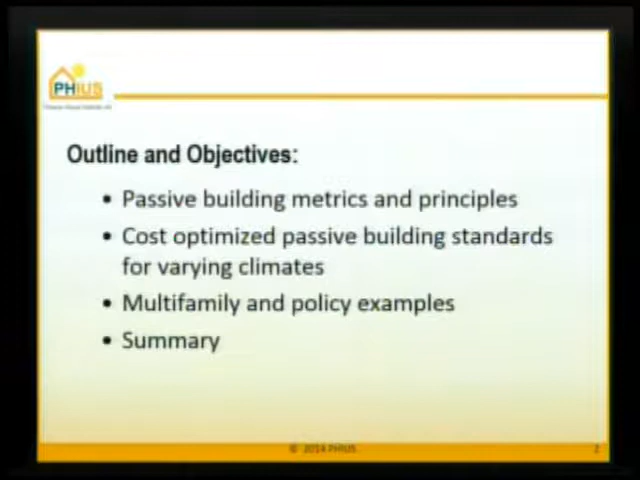 PHIUS
Outline and Objectives:
• Passive building metrics and principles
• Cost optimized passive building standards
for varying climates
• Multifamily and policy examples
• Summary
© 2014 PHIUS
2